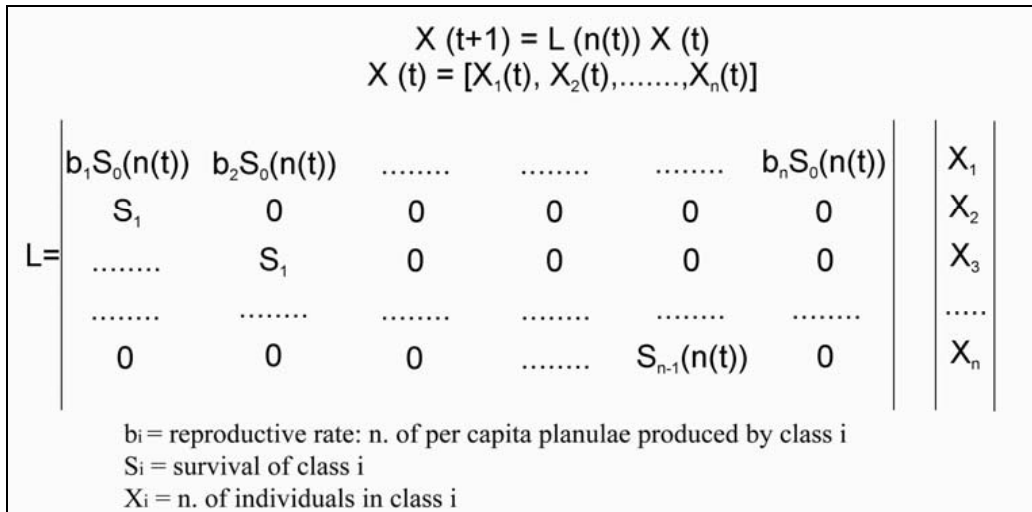 X (t+1) = L (n(t)) X (t)
X (t) = [X₁(t), X₂(t),........,Xₙ(t)]
b₁S₀(n(t)) b₂S₀(n(t)) ........ ........ ........ bₙS₀(n(t)) X₁
S₁ 0 0 0 0 0 X₂
L= ........ S₁ 0 0 0 0 X₃
........ ........ ........ ........ ........ ........ .....
0 0 0 ........ Sₙ₋₁(n(t)) 0 Xₙ
bi = reproductive rate: n. of per capita planulae produced by class i
Si = survival of class i
Xi = n. of individuals in class i